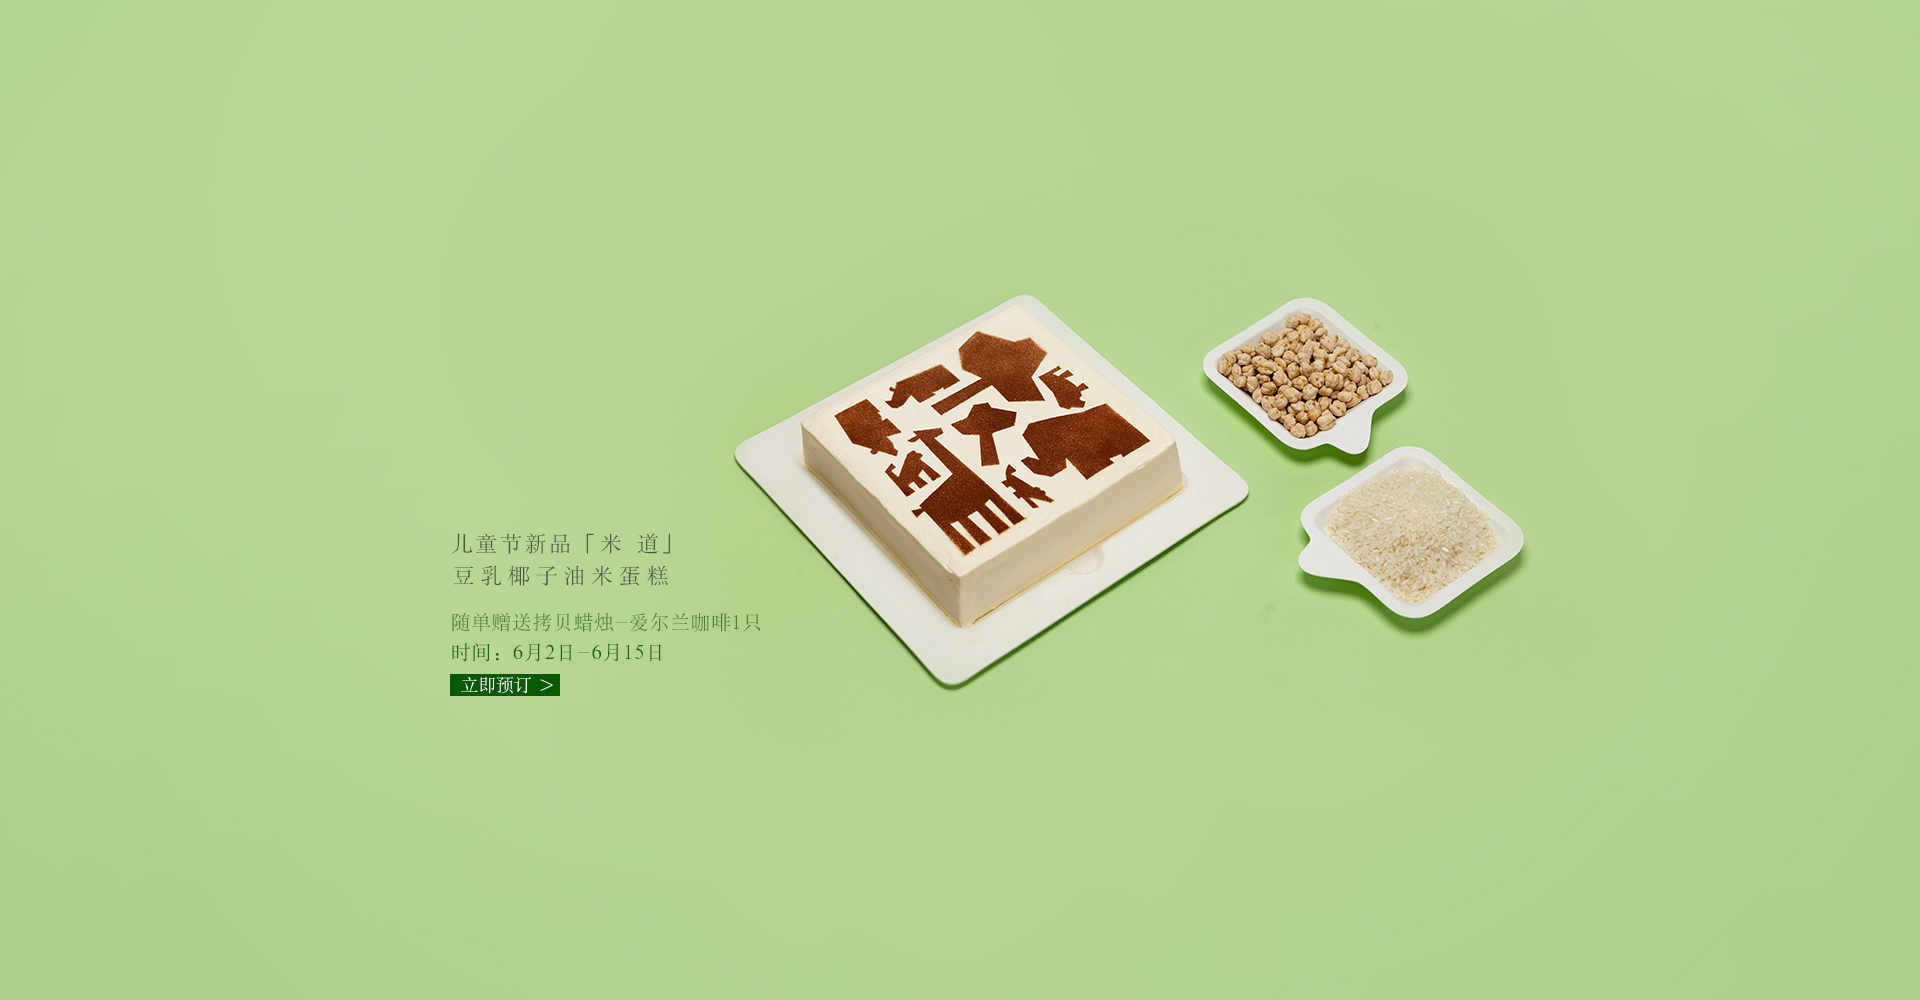 儿童节新品「米 道」
豆乳椰子油米蛋糕
随单赠送拷贝蜡烛—爱尔兰咖啡1只
时间：6月2日—6月15日
立即预订 >